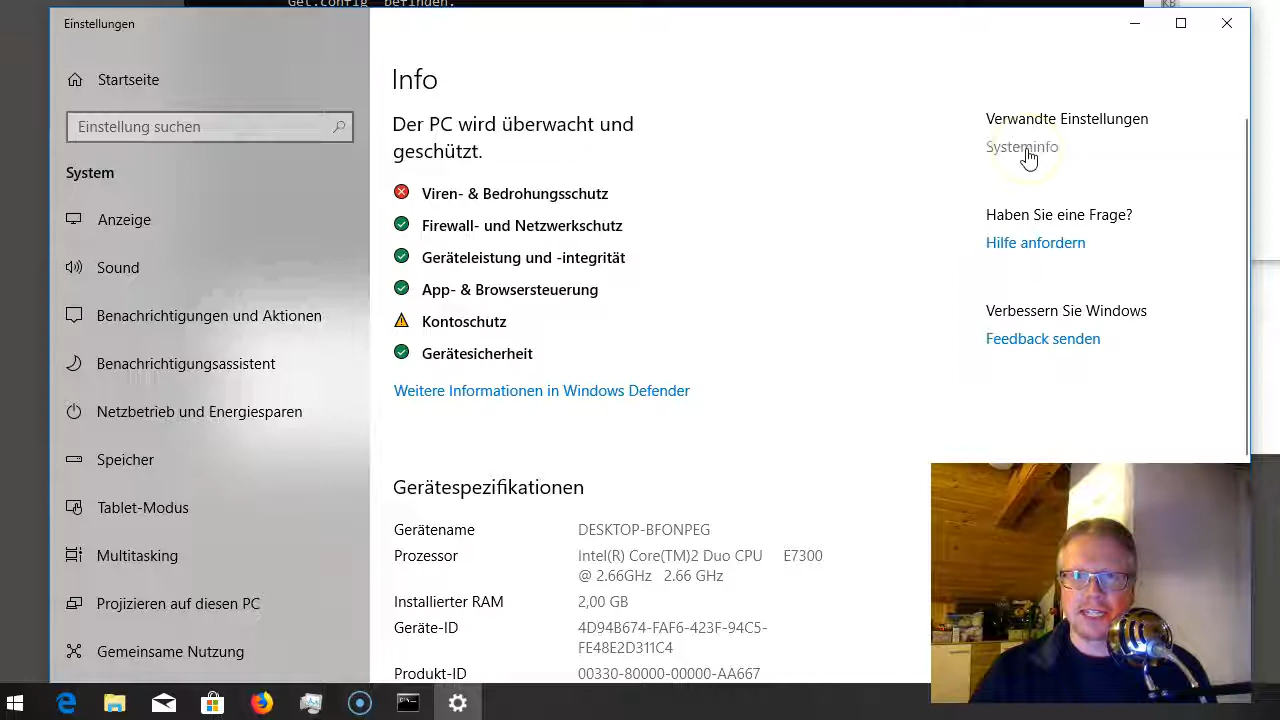 Get.config befinden.
KB
Einstellungen
Startseite
Einstellung suchen
System
Anzeige
Sound
Benachrichtigungen und Aktionen
Benachrichtigungsassistent
Netzbetrieb und Energiesparen
Speicher
Tablet-Modus
Multitasking
Projizieren auf diesen PC
Gemeinsame Nutzung
Info
Der PC wird überwacht und
geschützt.
Viren- & Bedrohungsschutz
Firewall- und Netzwerkschutz
Geräteleistung und -integrität
App- & Browsersteuerung
Kontoschutz
Gerätesicherheit
Weitere Informationen in Windows Defender
Gerätespezifikationen
Gerätename DESKTOP-BFONPEG
Prozessor Intel(R) Core(TM)2 Duo CPU E7300
@ 2.66GHz 2.66 GHz
Installierter RAM 2,00 GB
Geräte-ID 4D94B674-FAF6-423F-94C5-
FE48E2D311C4
Produkt-ID 00330-80000-00000-AA667
Verwandte Einstellungen
Systeminfo
Haben Sie eine Frage?
Hilfe anfordern
Verbessern Sie Windows
Feedback senden